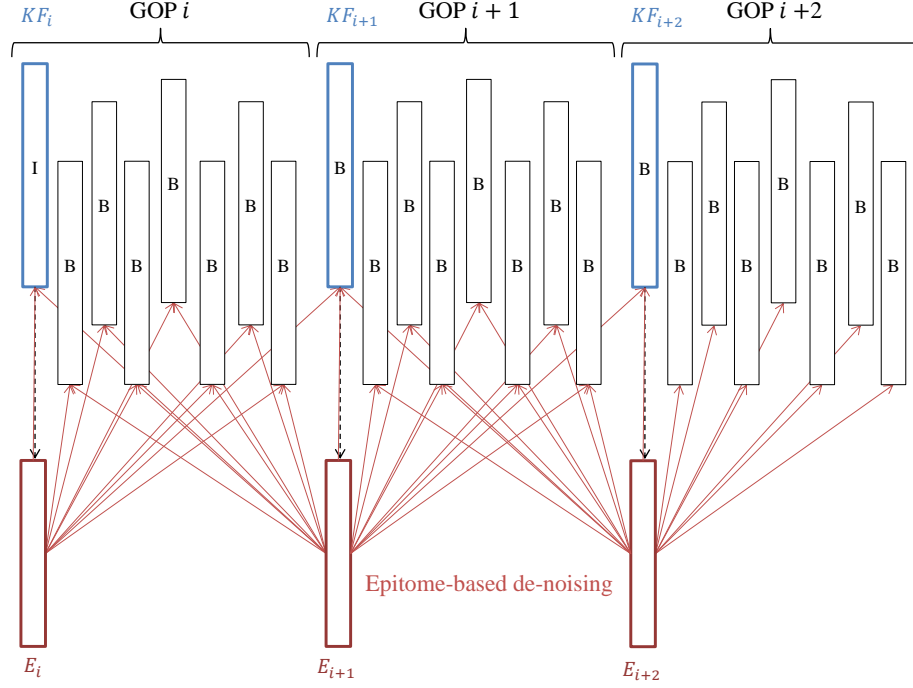 KF_i GOP i KF_{i+1} GOP i + 1 KF_{i+2} GOP i +2
I B B B B B B B B B B B B B B B B B B B B B B B
Epitome-based de-noising
E_i E_{i+1} E_{i+2}